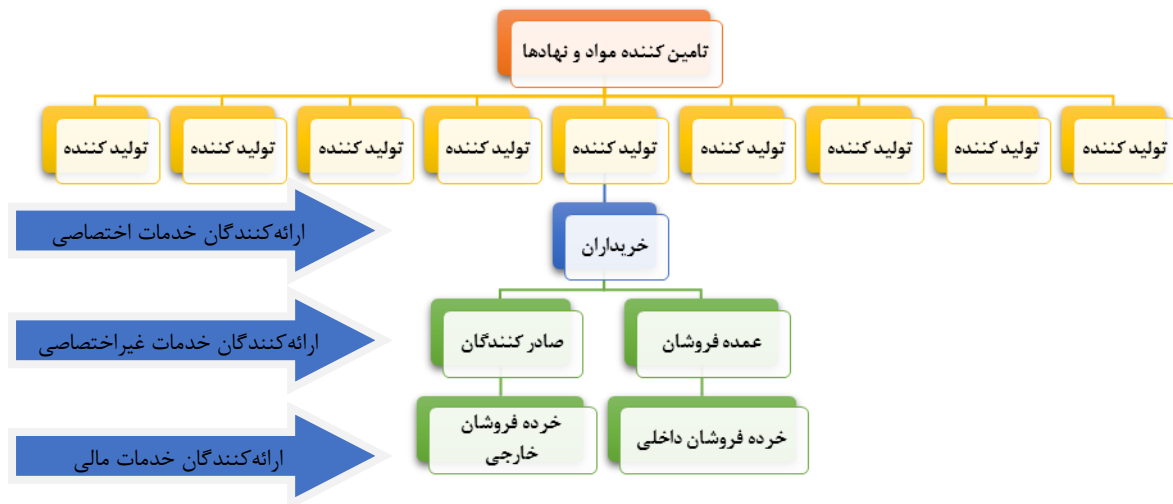 تامین کننده مواد و نهادها
تولید کننده
تولید کننده
تولید کننده
تولید کننده
تولید کننده
تولید کننده
تولید کننده
تولید کننده
تولید کننده
ارائه‌کنندگان خدمات اختصاصی
خریداران
ارائه‌کنندگان خدمات غیراختصاصی
عمده فروشان
صادر کنندگان
خرده فروشان داخلی
خرده فروشان
خارجی
ارائه‌کنندگان خدمات مالی